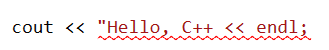 cout << "Hello, C++ << endl;